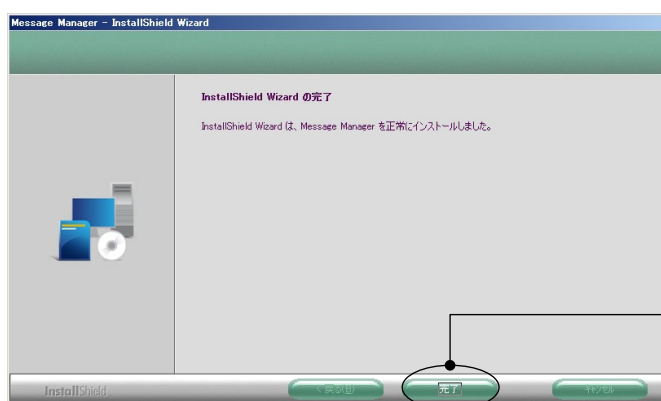 Message Manager - InstallShield Wizard
InstallShield Wizard の完了
InstallShield Wizard は、Message Manager を正常にインストールしました。
InstallShield
< 戻る(B)
完了
キャンセル